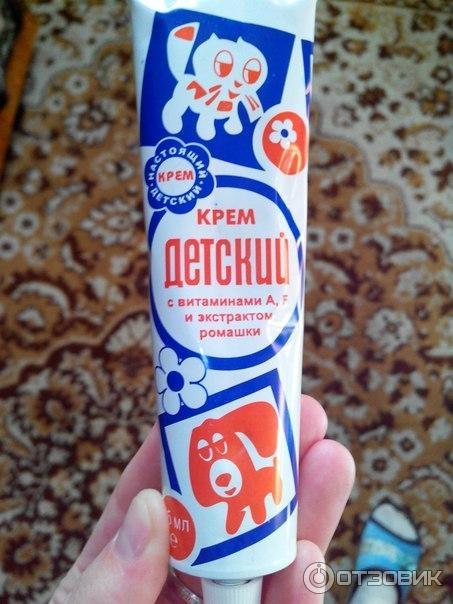 НАСТОЯЩИЙ
КРЕМ
ДЕТСКИЙ
КРЕМ
ДЕТСКИЙ
с витаминами А, F
и экстрактом
ромашки
мл
е
ОТЗОВИК